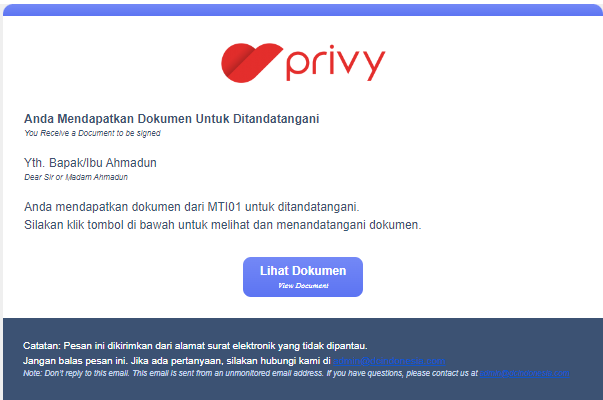 privy
Anda Mendapatkan Dokumen Untuk Ditandatangani
You Receive a Document to be signed
Yth. Bapak/Ibu Ahmadun
Dear Sir or Madam Ahmadun
Anda mendapatkan dokumen dari MTI01 untuk ditandatangani.
Silakan klik tombol di bawah untuk melihat dan menandatangani dokumen.
Lihat Dokumen
View Document
Catatan: Pesan ini dikirimkan dari alamat surat elektronik yang tidak dipantau.
Jangan balas pesan ini. Jika ada pertanyaan, silakan hubungi kami di
Note: Don't reply to this email. This email is sent from an unmonitored email address. If you have questions, please contact us at